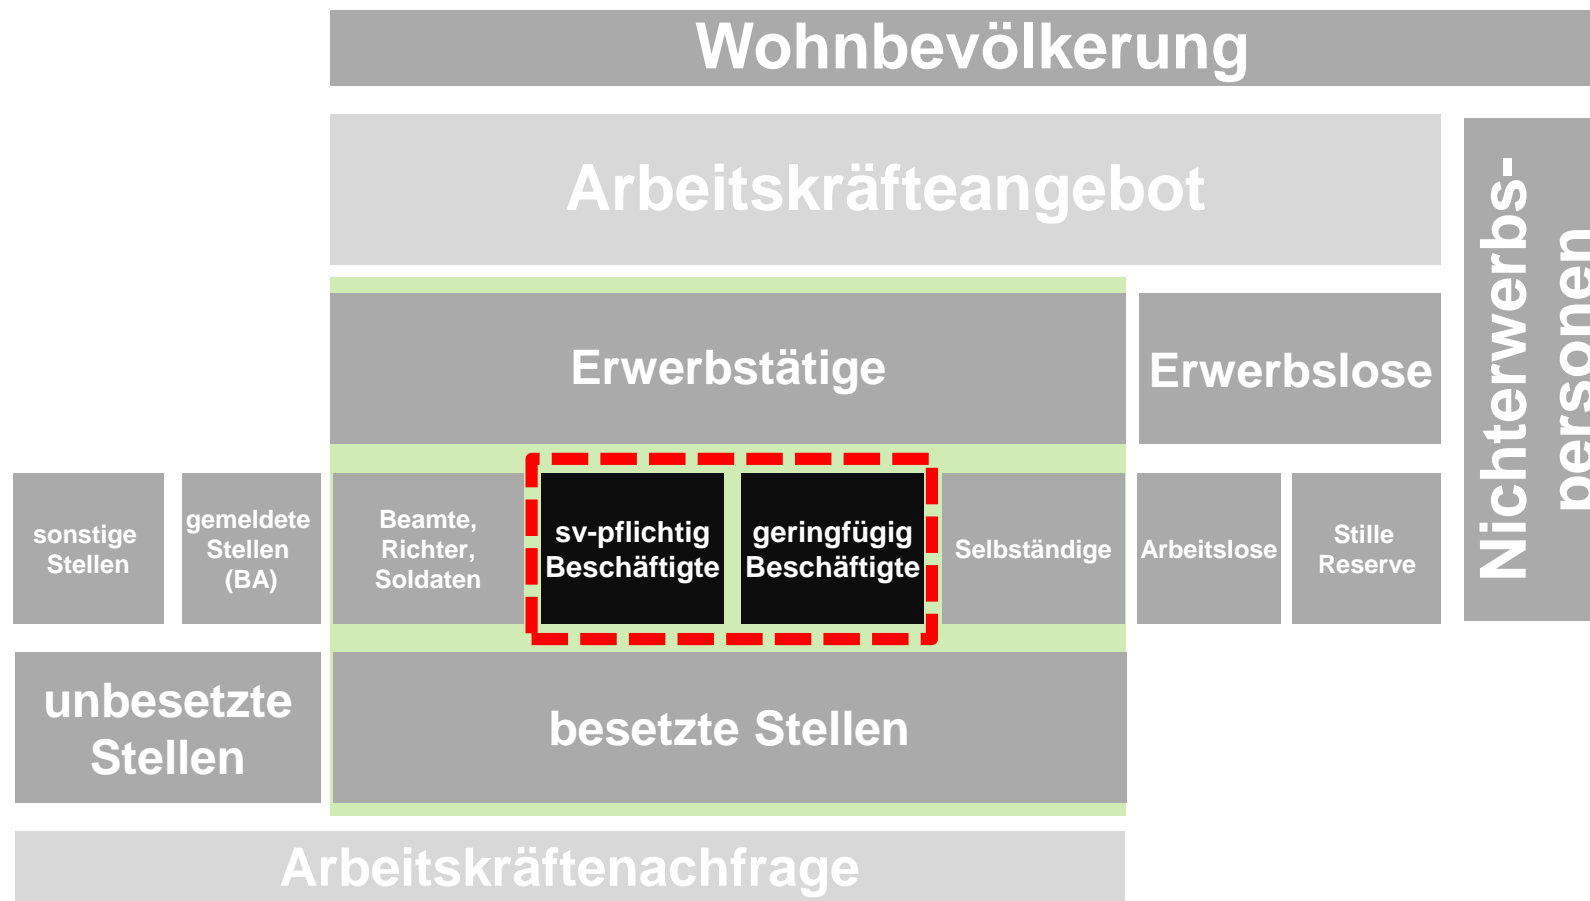 Wohnbevölkerung
Arbeitskräfteangebot
Nichterwerbs-
personen
Erwerbstätige
Erwerbslose
sonstige
Stellen
gemeldete
Stellen
(BA)
Beamte,
Richter,
Soldaten
sv-pflichtig
Beschäftigte
geringfügig
Beschäftigte
Selbständige
Arbeitslose
Stille
Reserve
unbesetzte
Stellen
besetzte Stellen
Arbeitskräftenachfrage